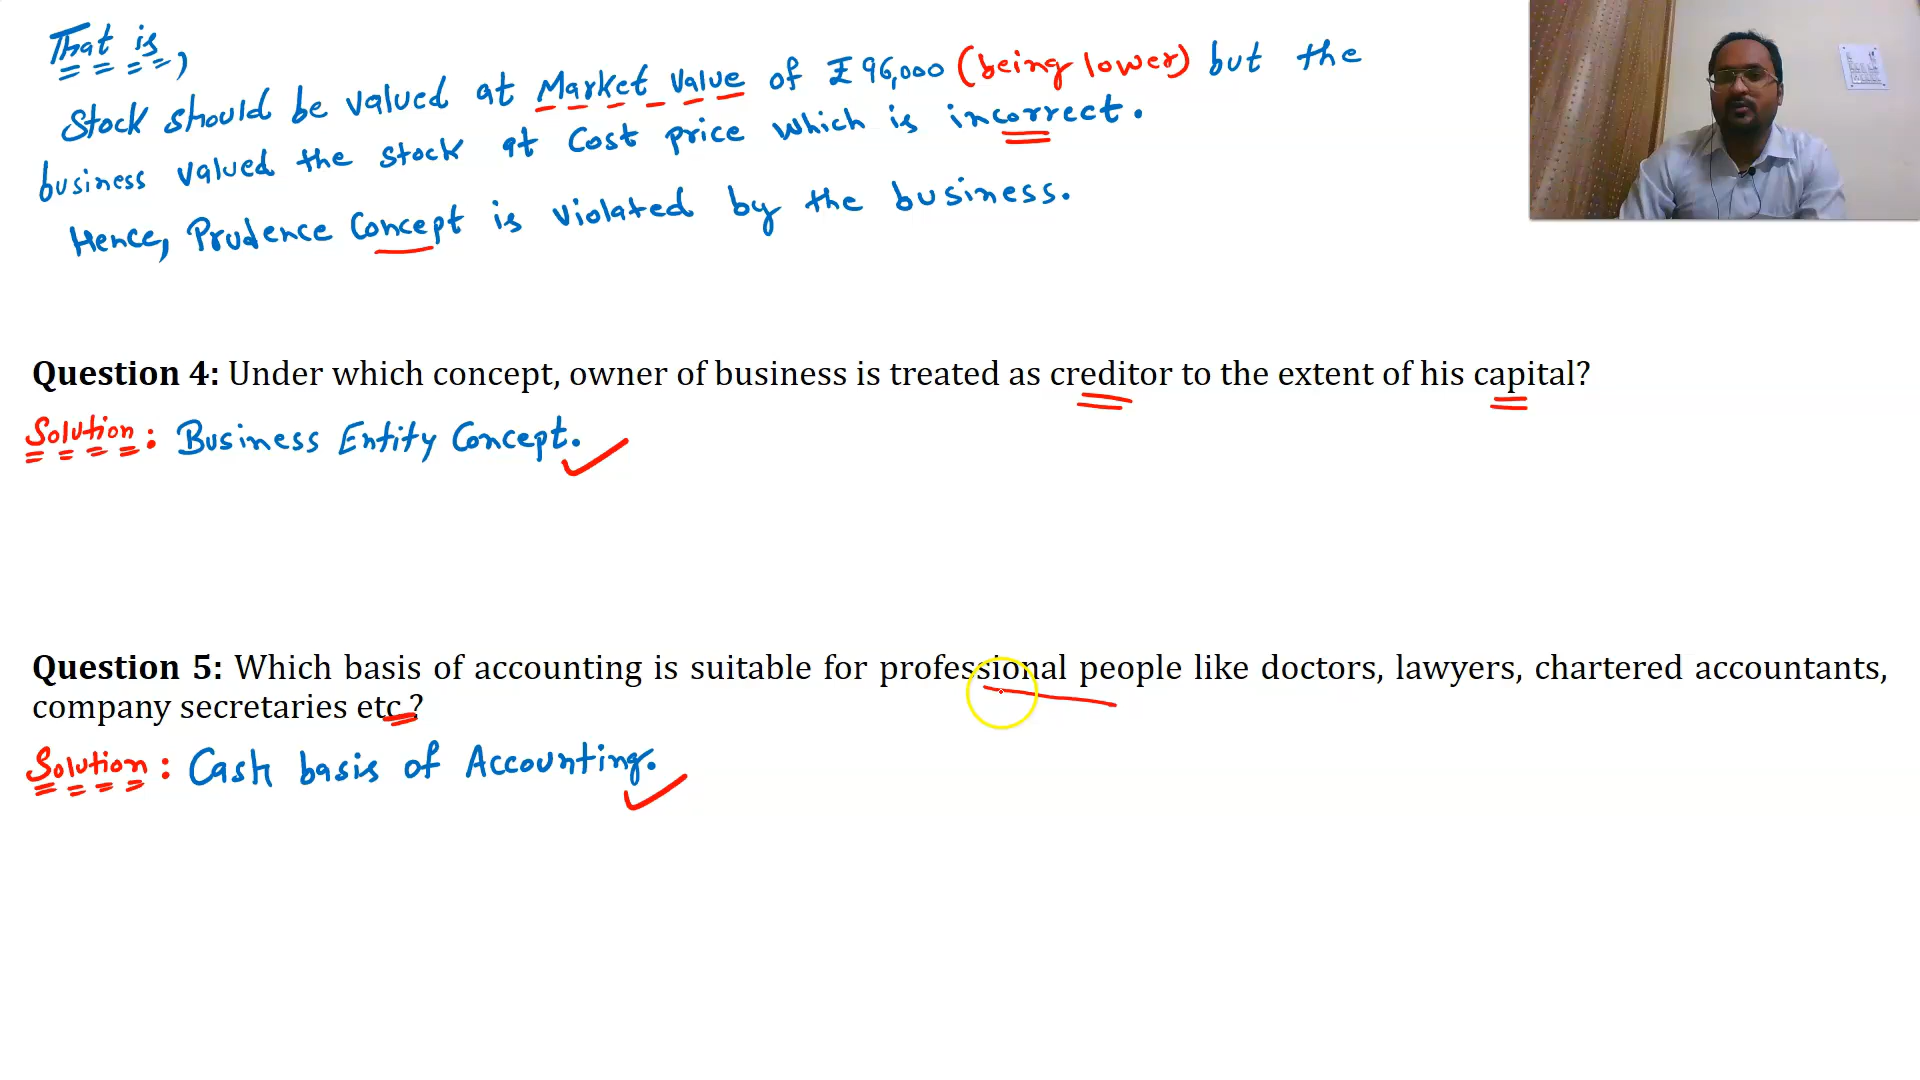 That is,
Stock should be valued at Market Value of ₹96,000 (being lower) but the
business valued the stock at Cost price which is incorrect.
Hence, Prudence Concept is violated by the business.
Question 4: Under which concept, owner of business is treated as creditor to the extent of his capital?
Solution: Business Entity Concept.
Question 5: Which basis of accounting is suitable for professional people like doctors, lawyers, chartered accountants,
company secretaries etc.?
Solution: Cash basis of Accounting.